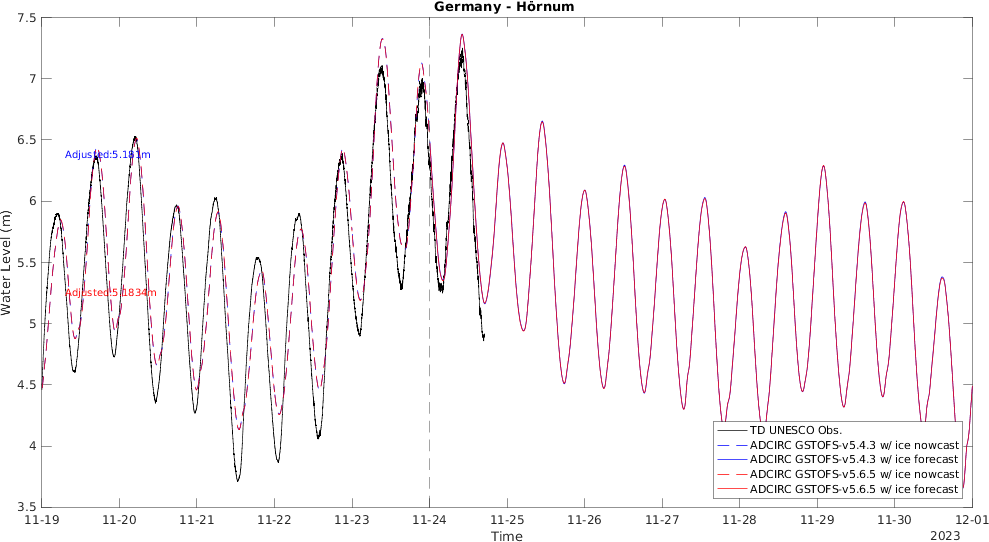 Germany - Hörnum
7.5
7
6.5
6
5.5
5
4.5
4
3.5
Water Level (m)
Adjusted:5.181m
Adjusted:5.1834m
TD UNESCO Obs.
ADCIRC GSTOFS-v5.4.3 w/ ice nowcast
ADCIRC GSTOFS-v5.4.3 w/ ice forecast
ADCIRC GSTOFS-v5.6.5 w/ ice nowcast
ADCIRC GSTOFS-v5.6.5 w/ ice forecast
11-19 11-20 11-21 11-22 11-23 11-24 11-25 11-26 11-27 11-28 11-29 11-30 12-01
Time
2023